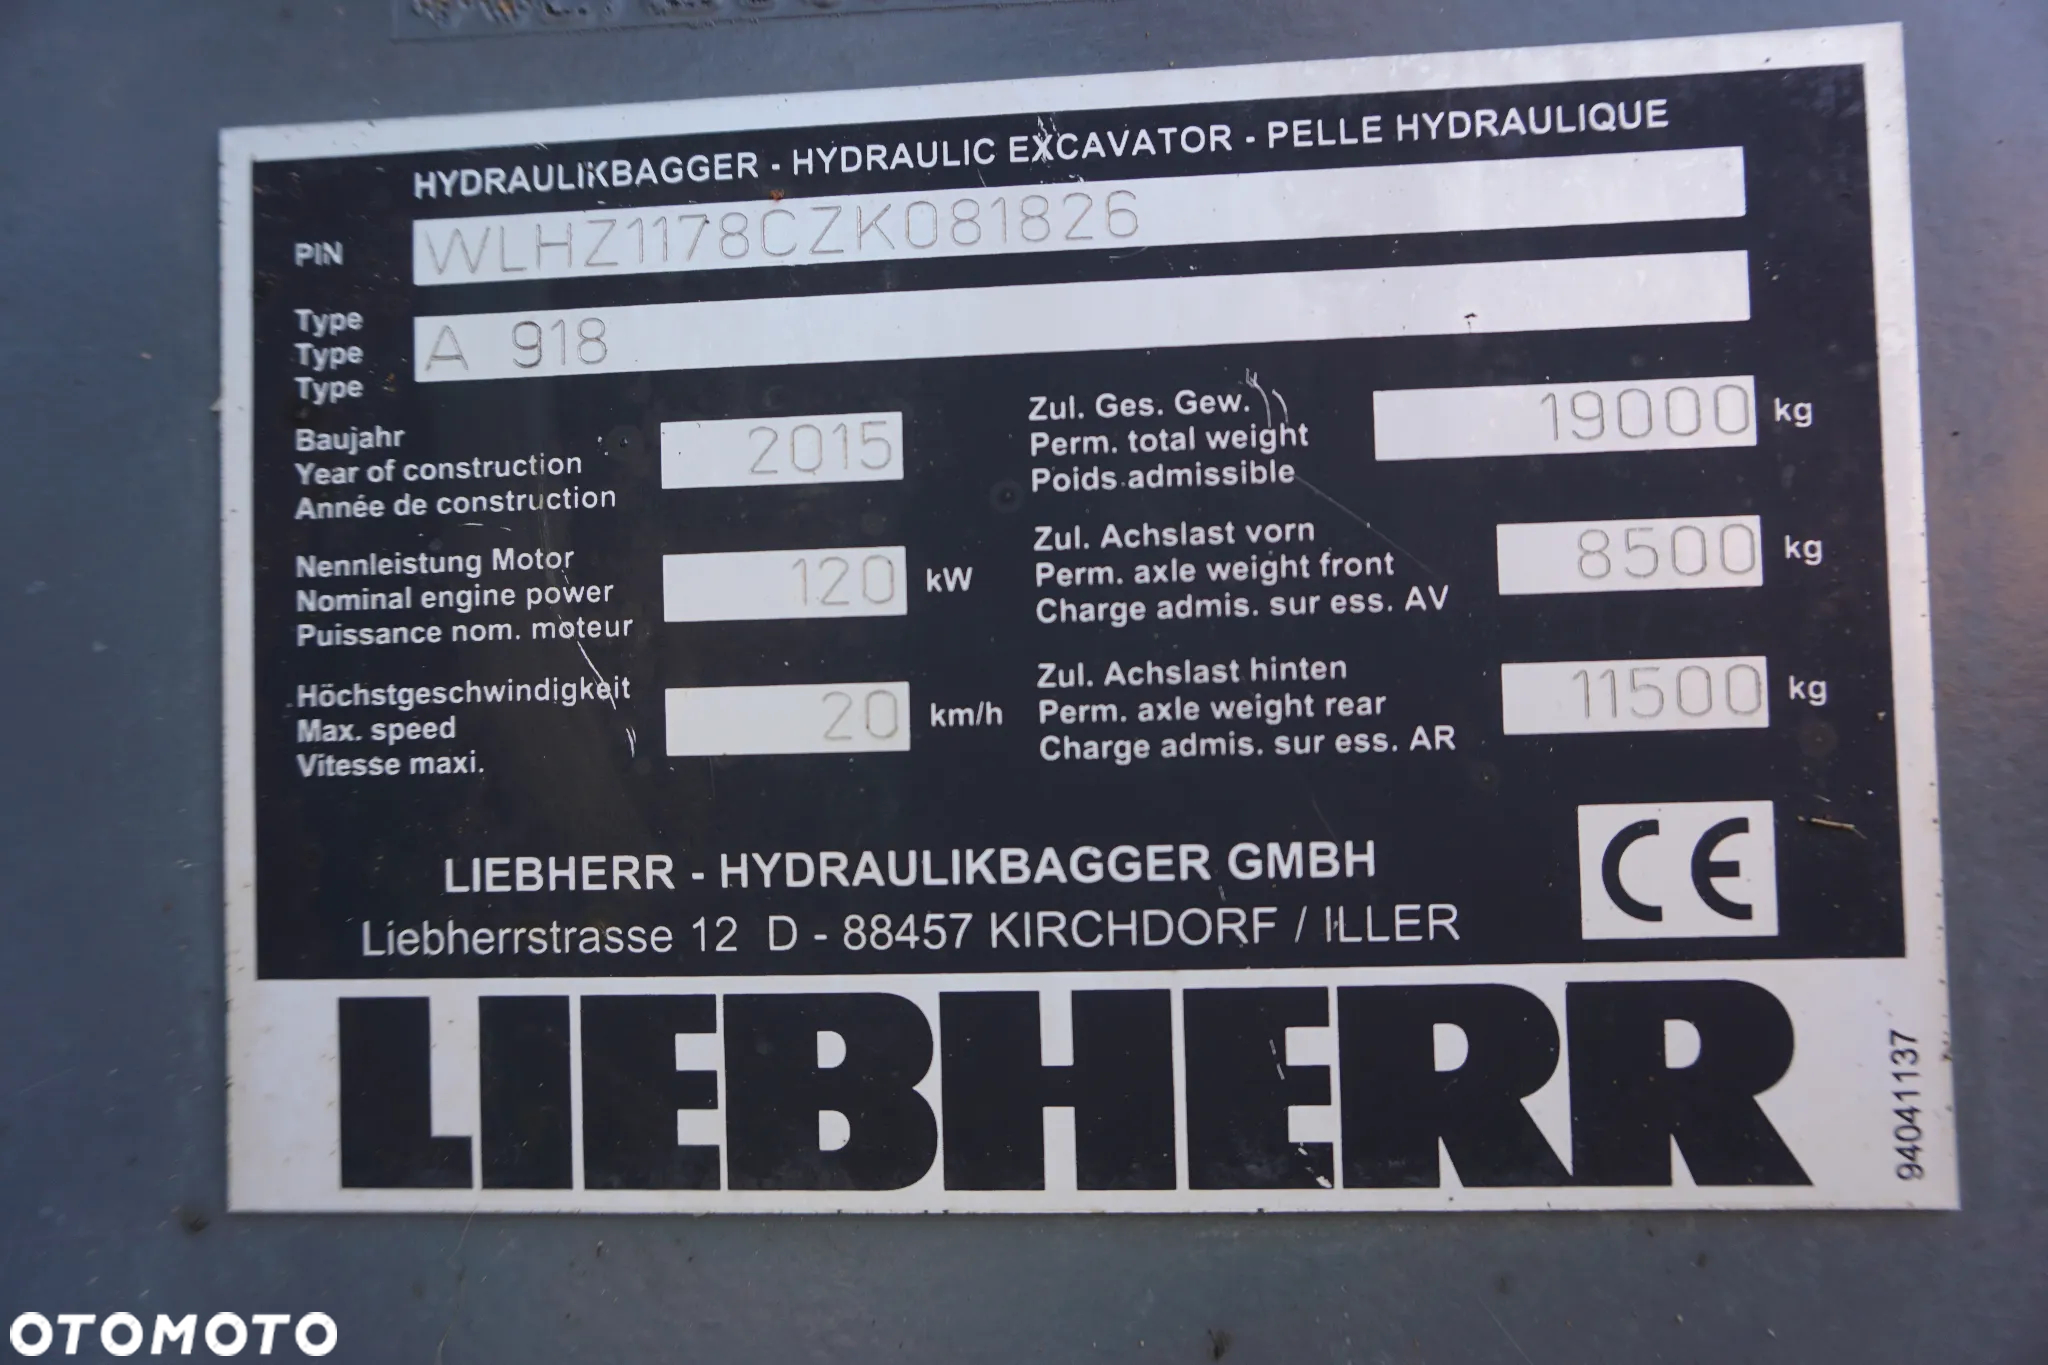 HYDRAULIKBAGGER - HYDRAULIC EXCAVATOR - PELLE HYDRAULIQUE
PIN WLHZ1178CZK081826
Type
Type A 918
Type
Baujahr
Year of construction 2015
Année de construction
Zul. Ges. Gew.
Perm. total weight 19000 kg
Poids admissible
Nennleistung Motor
Nominal engine power 120 kW
Puissance nom. moteur
Zul. Achslast vorn
Perm. axle weight front 8500 kg
Charge admis. sur ess. AV
Höchstgeschwindigkeit
Max. speed 20 km/h
Vitesse maxi.
Zul. Achslast hinten
Perm. axle weight rear 11500 kg
Charge admis. sur ess. AR
LIEBHERR - HYDRAULIKBAGGER GMBH
Liebherrstrasse 12 D - 88457 KIRCHDORF / ILLER
CE
LIEBHERR
94041137
OTOMOTO